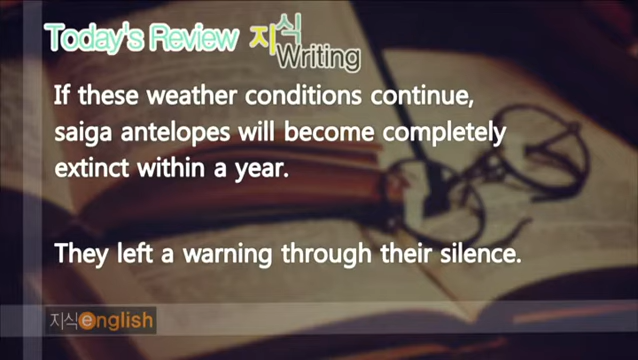 Today's Review 지식 Writing
If these weather conditions continue,
saiga antelopes will become completely
extinct within a year.
They left a warning through their silence.
지식english